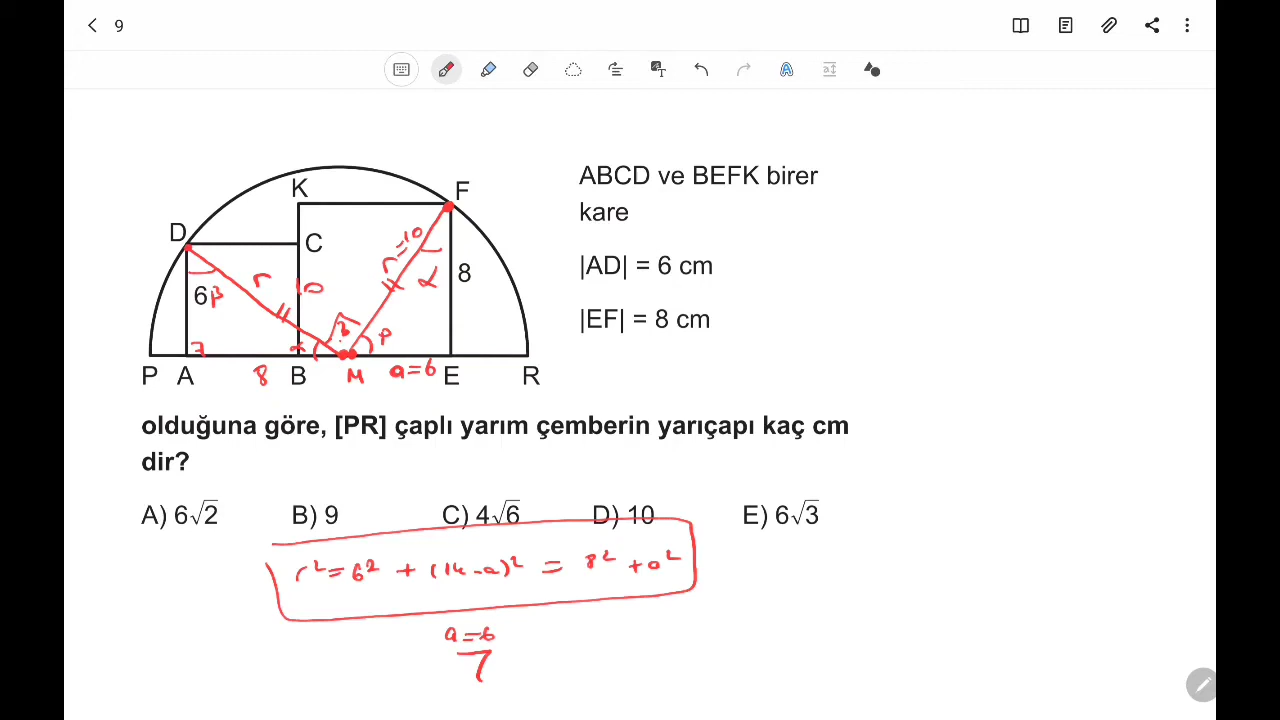 9
K
F
D
C
r
r=10
6
β
10
α
8
7
α
?
β
P A 8 B M a=6 E R
ABCD ve BEFK birer
kare
|AD| = 6 cm
|EF| = 8 cm
olduğuna göre, [PR] çaplı yarım çemberin yarıçapı kaç cm
dir?
A) 6√2 B) 9 C) 4√6 D) 10 E) 6√3
r² = 6² + (14-a)² = 8² + a²
a=6